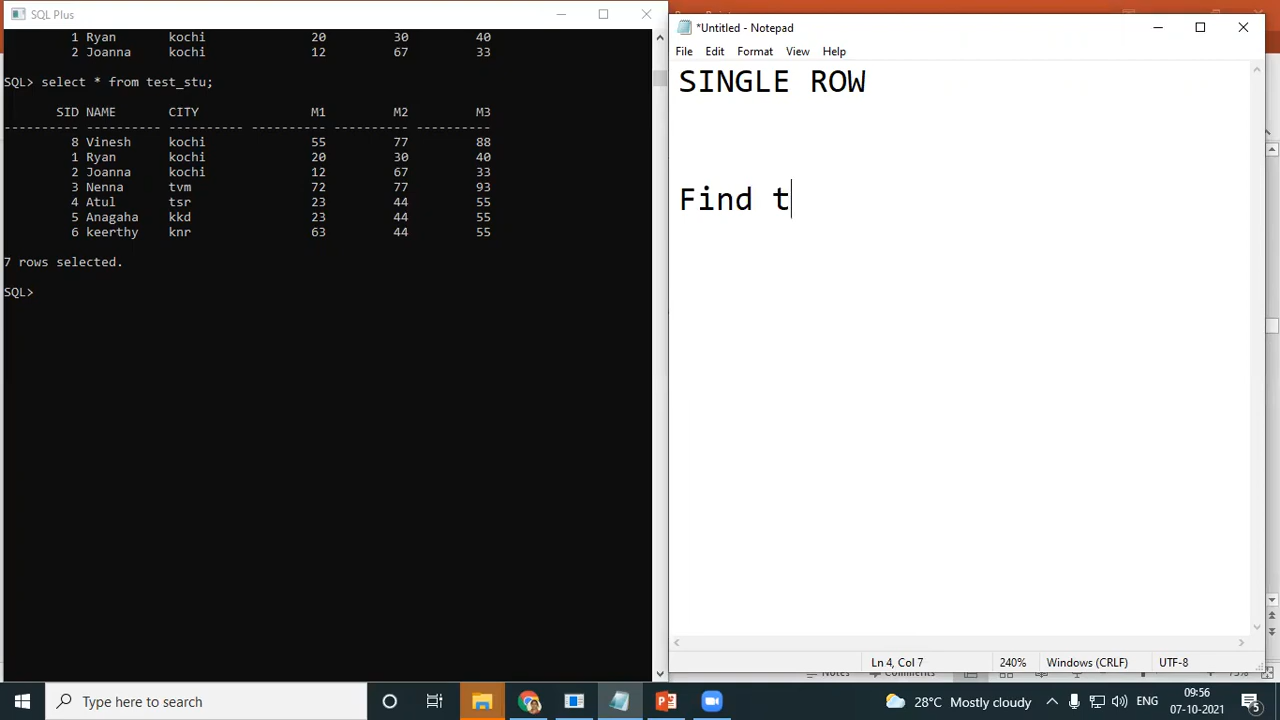 SQL Plus
1 Ryan kochi 20 30 40
2 Joanna kochi 12 67 33
SQL> select * from test_stu;
SID NAME CITY M1 M2 M3
---------- ---------- ---------- ---------- ---------- ----------
8 Vinesh kochi 55 77 88
1 Ryan kochi 20 30 40
2 Joanna kochi 12 67 33
3 Nenna tvm 72 77 93
4 Atul tsr 23 44 55
5 Anagaha kkd 23 44 55
6 keerthy knr 63 44 55
7 rows selected.
SQL>
*Untitled - Notepad
File Edit Format View Help
SINGLE ROW
Find t
Ln 4, Col 7 240% Windows (CRLF) UTF-8
Type here to search
28°C Mostly cloudy
ENG
09:56
07-10-2021
5